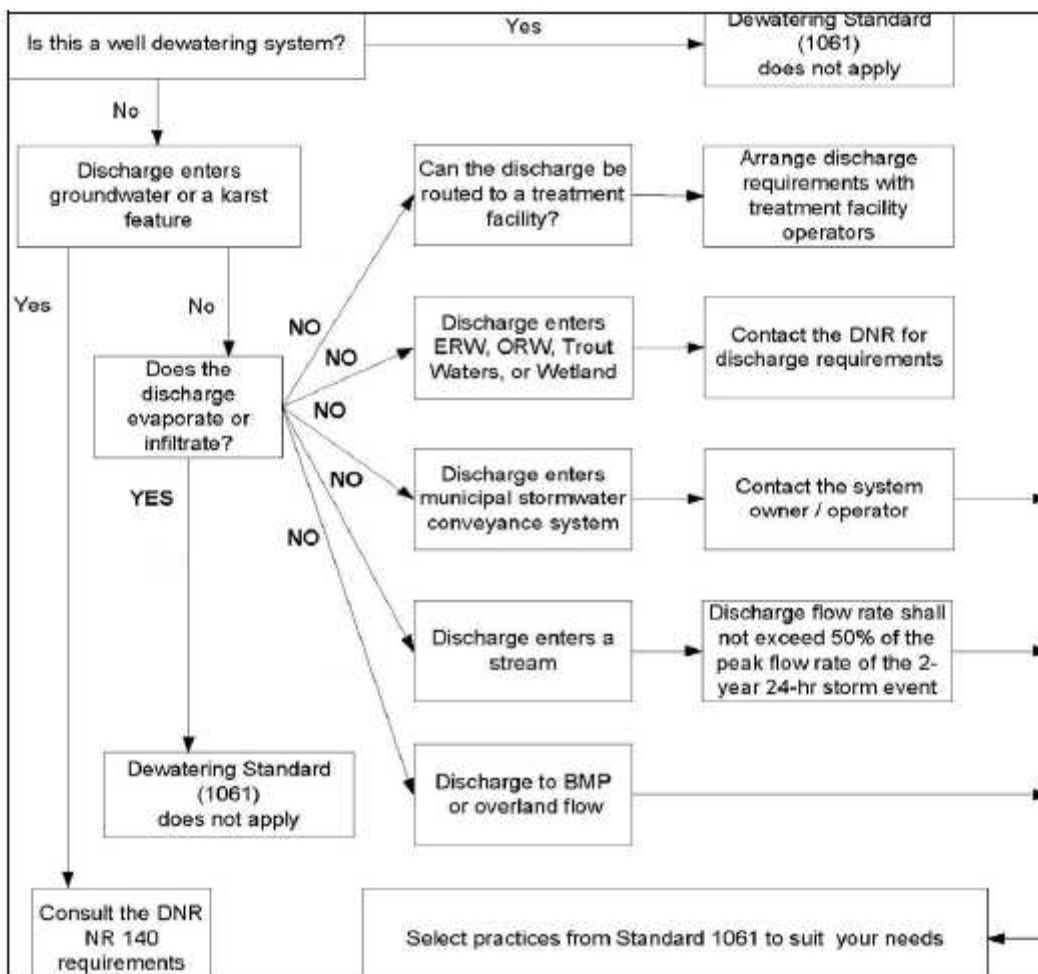 Is this a well dewatering system?
Yes
Dewatering Standard
(1061)
does not apply
No
Discharge enters
groundwater or a karst
feature
Can the discharge be
routed to a treatment
facility?
Arrange discharge
requirements with
treatment facility
operators
Yes
No
NO
Discharge enters
ERW, ORW, Trout
Waters, or Wetland
Contact the DNR for
discharge requirements
NO
Does the
discharge
evaporate or
infiltrate?
NO
YES
NO
Discharge enters
municipal stormwater
conveyance system
Contact the system
owner / operator
NO
Discharge enters a
stream
Discharge flow rate shall
not exceed 50% of the
peak flow rate of the 2-
year 24-hr storm event
Dewatering Standard
(1061)
does not apply
Discharge to BMP
or overland flow
Consult the DNR
NR 140
requirements
Select practices from Standard 1061 to suit your needs